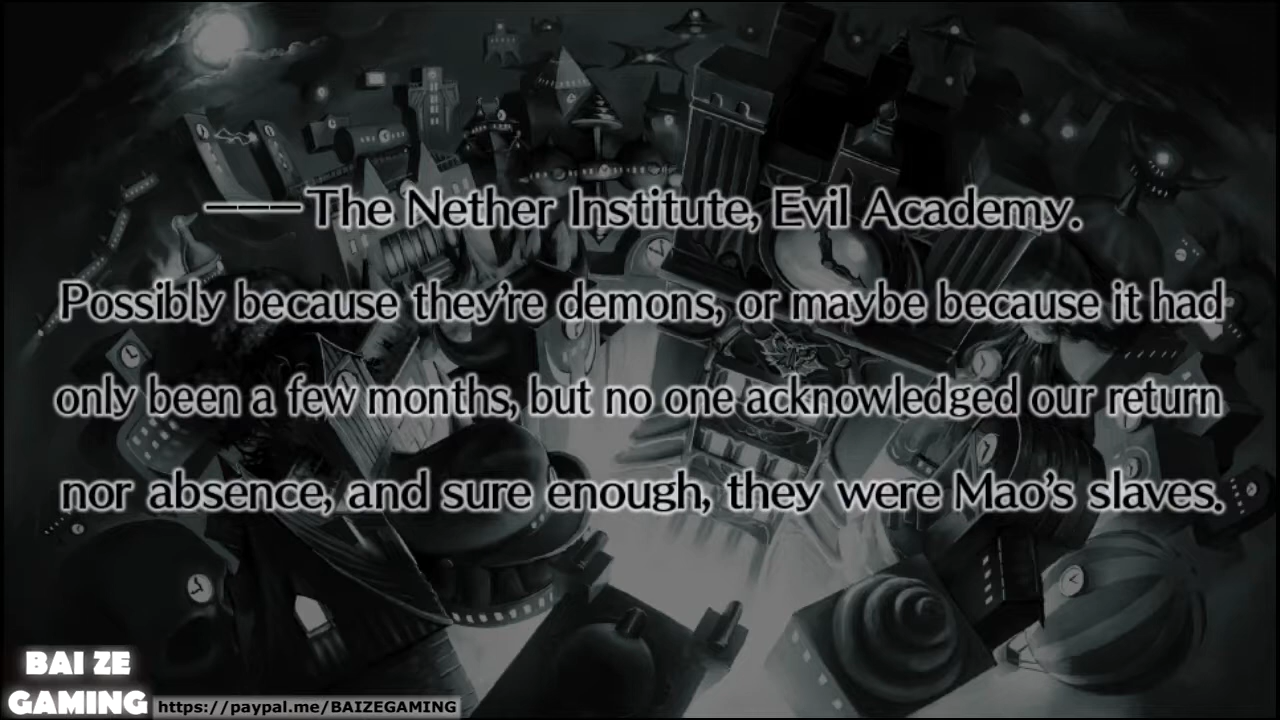 ———The Nether Institute, Evil Academy.
Possibly because they're demons, or maybe because it had
only been a few months, but no one acknowledged our return
nor absence, and sure enough, they were Mao's slaves.
BAI ZE
GAMING
https://paypal.me/BAIZEGAMING